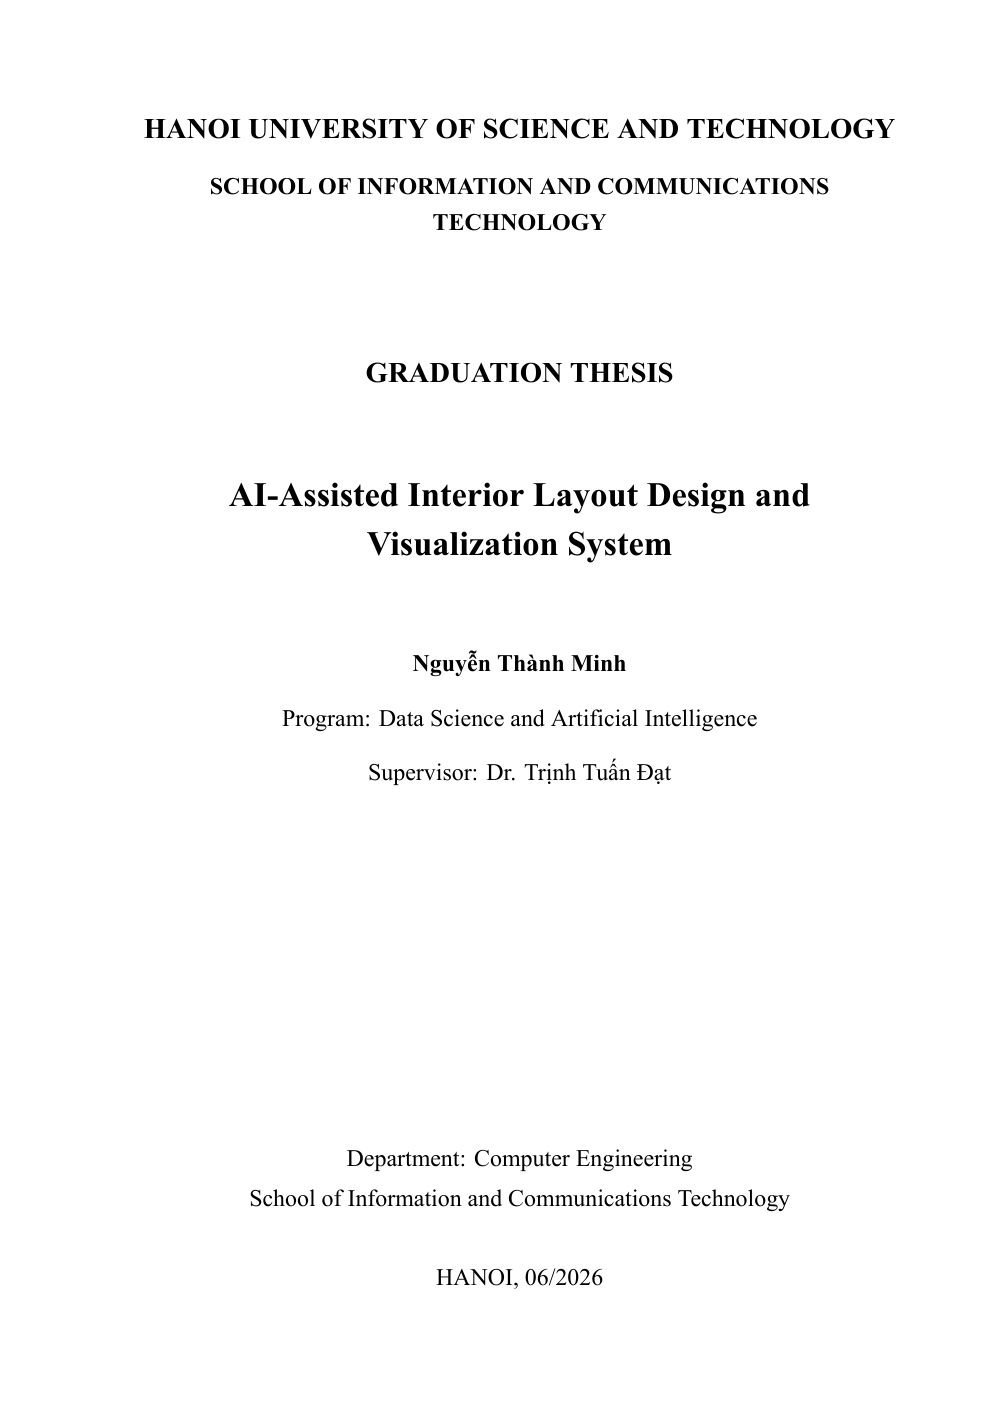 HANOI UNIVERSITY OF SCIENCE AND TECHNOLOGY
SCHOOL OF INFORMATION AND COMMUNICATIONS
TECHNOLOGY
GRADUATION THESIS
AI-Assisted Interior Layout Design and
Visualization System
Nguyễn Thành Minh
Program: Data Science and Artificial Intelligence
Supervisor: Dr. Trịnh Tuấn Đạt
Department: Computer Engineering
School of Information and Communications Technology
HANOI, 06/2026